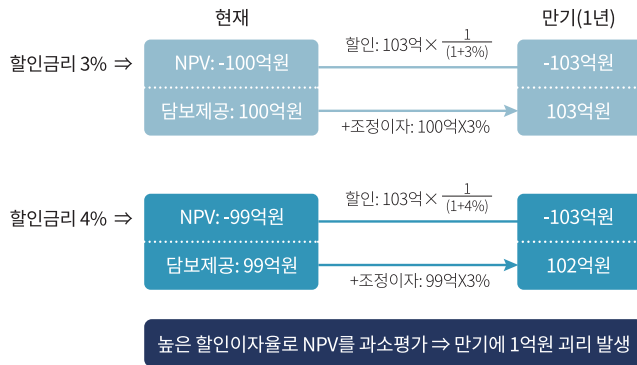 현재 만기(1년)
할인금리 3% ⇒ NPV: -100억원 할인: 103억 × 1/(1+3%) -103억원
담보제공: 100억원 +조정이자: 100억X3% 103억원
할인금리 4% ⇒ NPV: -99억원 할인: 103억 × 1/(1+4%) -103억원
담보제공: 99억원 +조정이자: 99억X3% 102억원
높은 할인이자율로 NPV를 과소평가 ⇒ 만기에 1억원 괴리 발생